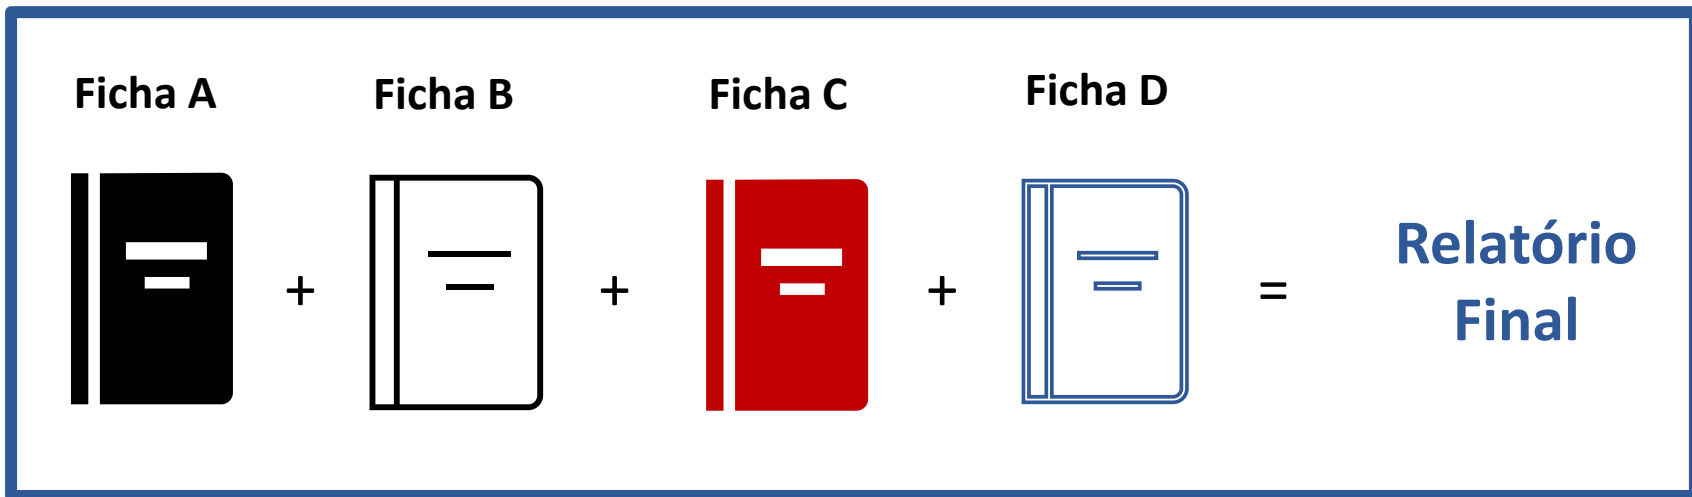 Ficha A
Ficha B
Ficha C
Ficha D
+
+
+
=
Relatório
Final